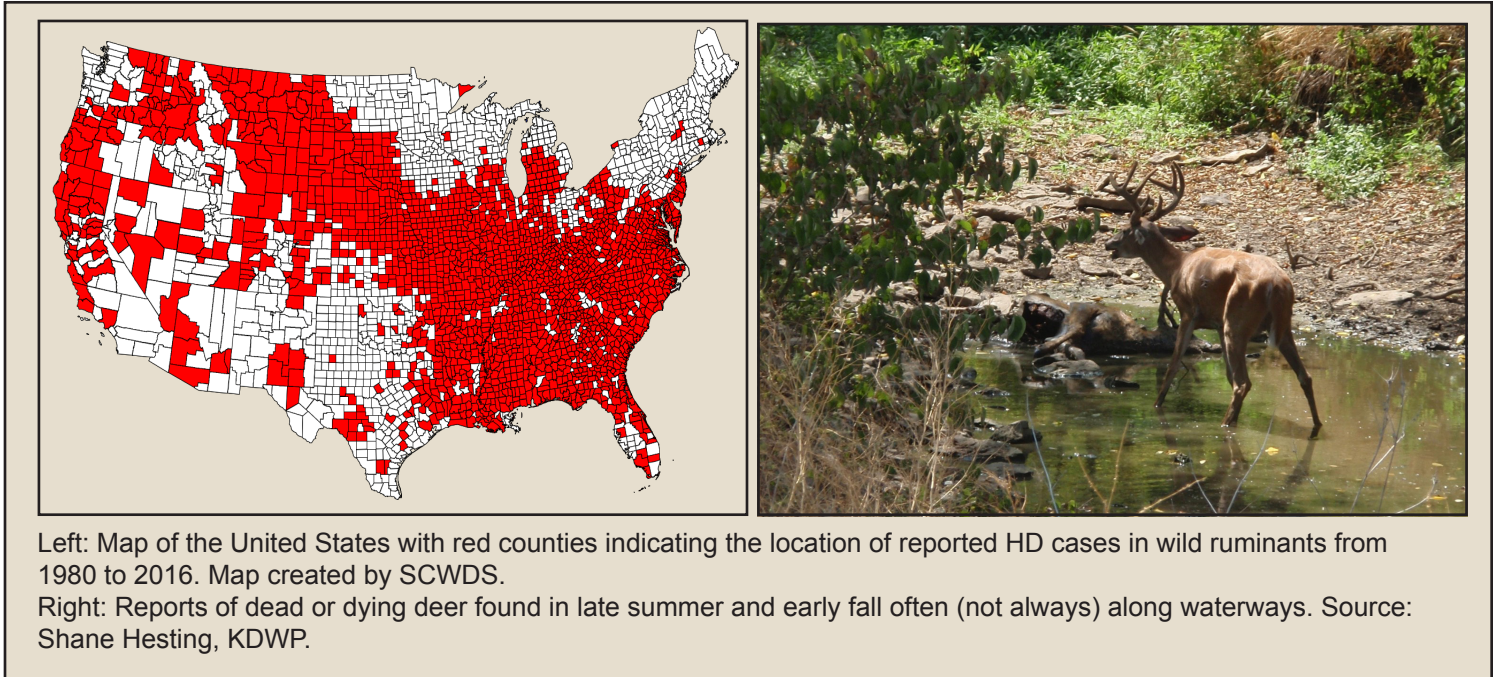 Left: Map of the United States with red counties indicating the location of reported HD cases in wild ruminants from
1980 to 2016. Map created by SCWDS.
Right: Reports of dead or dying deer found in late summer and early fall often (not always) along waterways. Source:
Shane Hesting, KDWP.